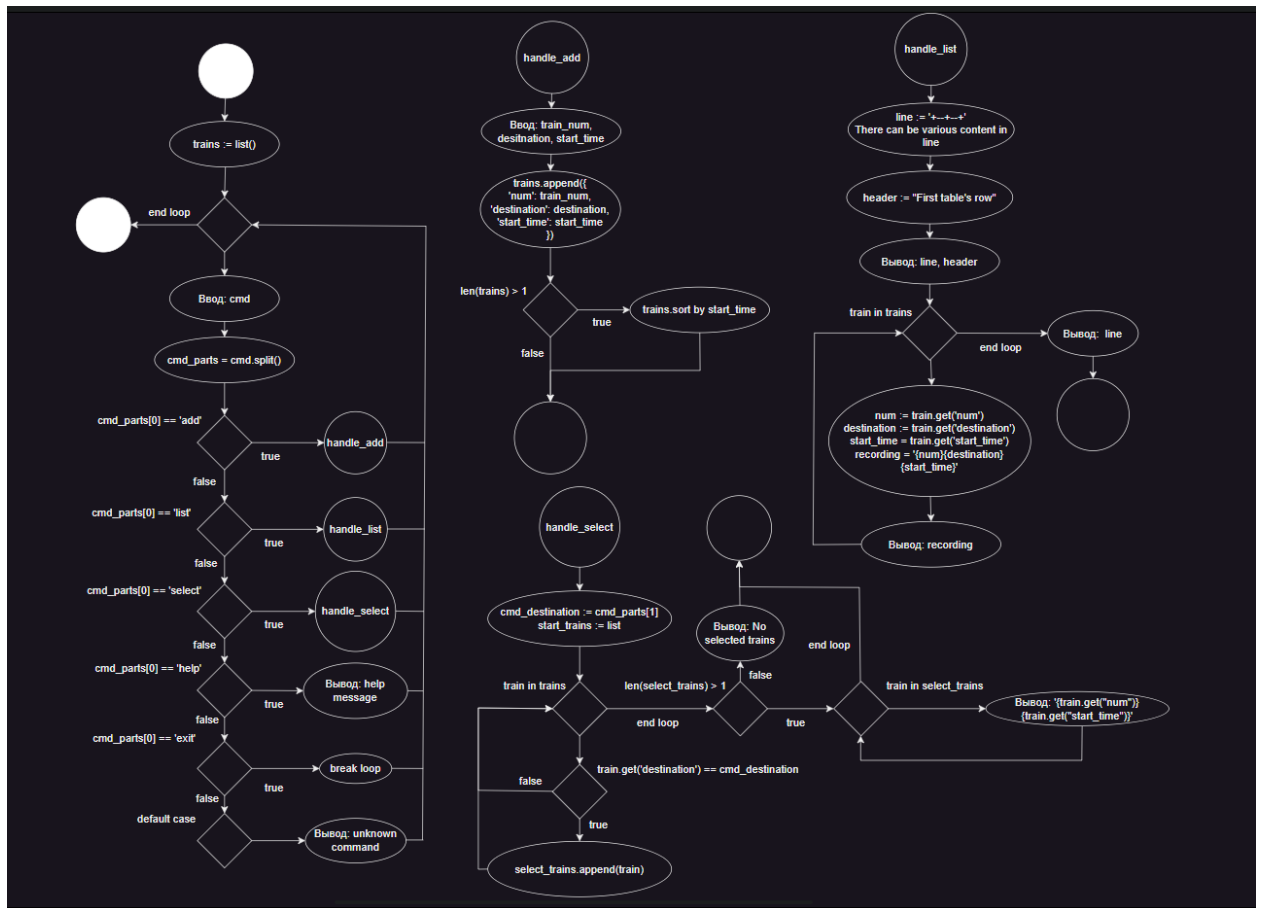 trains := list()
end loop
Ввод: cmd
cmd_parts = cmd.split()
cmd_parts[0] == 'add'
true
handle_add
false
cmd_parts[0] == 'list'
true
handle_list
false
cmd_parts[0] == 'select'
true
handle_select
false
cmd_parts[0] == 'help'
true
Вывод: help
message
false
cmd_parts[0] == 'exit'
true
break loop
false
default case
Вывод: unknown
command
handle_add
Ввод: train_num,
desitnation, start_time
trains.append({
'num': train_num,
'destination': destination,
'start_time': start_time
})
len(trains) > 1
true
trains.sort by start_time
false
handle_list
line := '+--+--+'
There can be various content in
line
header := "First table's row"
Вывод: line, header
train in trains
end loop
Вывод: line
num := train.get('num')
destination := train.get('destination')
start_time = train.get('start_time')
recording = '{num}{destination}
{start_time}'
Вывод: recording
handle_select
cmd_destination := cmd_parts[1]
start_trains := list
train in trains
end loop
train.get('destination') == cmd_destination
false
true
select_trains.append(train)
len(select_trains) > 1
false
Вывод: No
selected trains
true
end loop
train in select_trains
Вывод: '{train.get("num")}
{train.get("start_time")}'